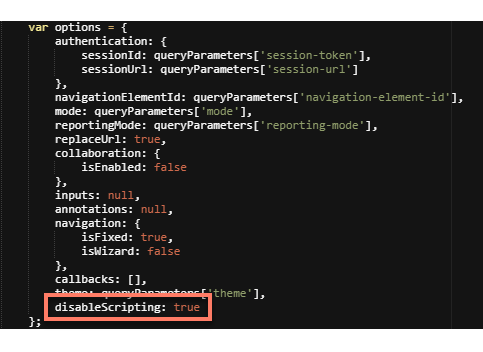 var options = {
authentication: {
sessionId: queryParameters['session-token'],
sessionUrl: queryParameters['session-url']
},
navigationElementId: queryParameters['navigation-element-id'],
mode: queryParameters['mode'],
reportingMode: queryParameters['reporting-mode'],
replaceUrl: true,
collaboration: {
isEnabled: false
},
inputs: null,
annotations: null,
navigation: {
isFixed: true,
isWizard: false
},
callbacks: [],
theme: queryParameters['theme'],
disableScripting: true
};